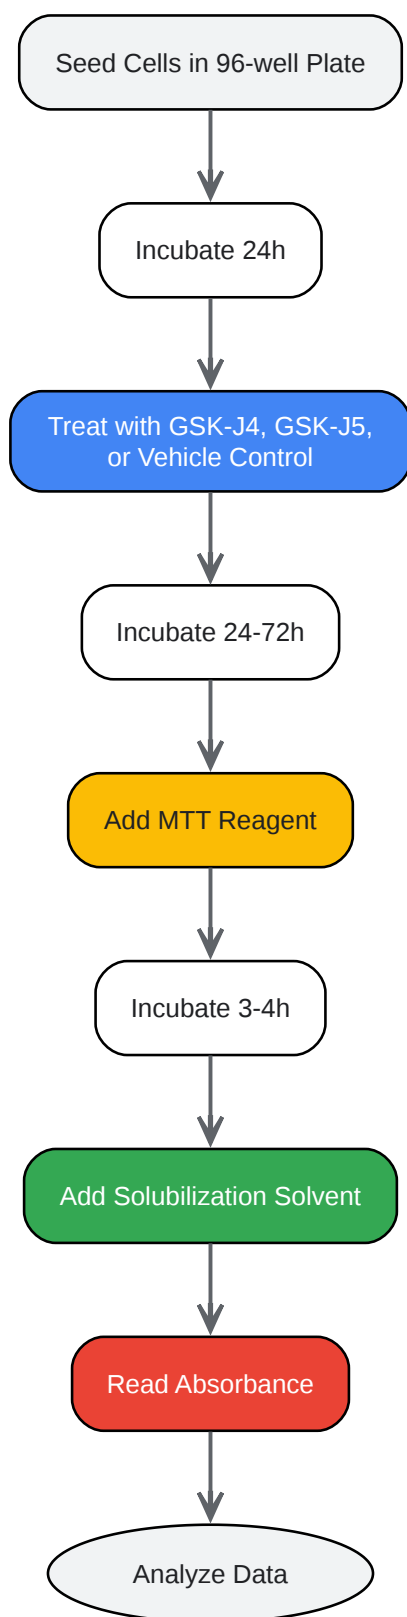 Seed Cells in 96-well Plate
Incubate 24h
Treat with GSK-J4, GSK-J5,
or Vehicle Control
Incubate 24-72h
Add MTT Reagent
Incubate 3-4h
Add Solubilization Solvent
Read Absorbance
Analyze Data